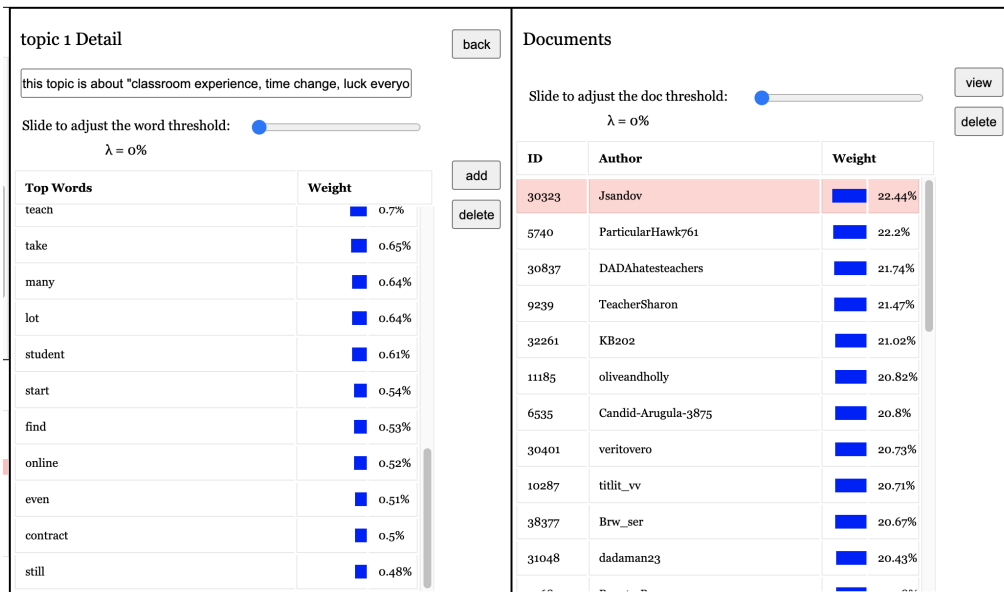 topic 1 Detail
back
this topic is about "classroom experience, time change, luck everyo
Slide to adjust the word threshold:
λ = 0%
add
delete
Top Words Weight
teach 0.7%
take 0.65%
many 0.64%
lot 0.64%
student 0.61%
start 0.54%
find 0.53%
online 0.52%
even 0.51%
contract 0.5%
still 0.48%
Documents
view
Slide to adjust the doc threshold:
λ = 0%
delete
ID Author Weight
30323 Jsandov 22.44%
5740 ParticularHawk761 22.2%
30837 DADAhatesteachers 21.74%
9239 TeacherSharon 21.47%
32261 KB202 21.02%
11185 oliveandholly 20.82%
6535 Candid-Arugula-3875 20.8%
30401 veritovero 20.73%
10287 titlit_vv 20.71%
38377 Brw_ser 20.67%
31048 dadaman23 20.43%